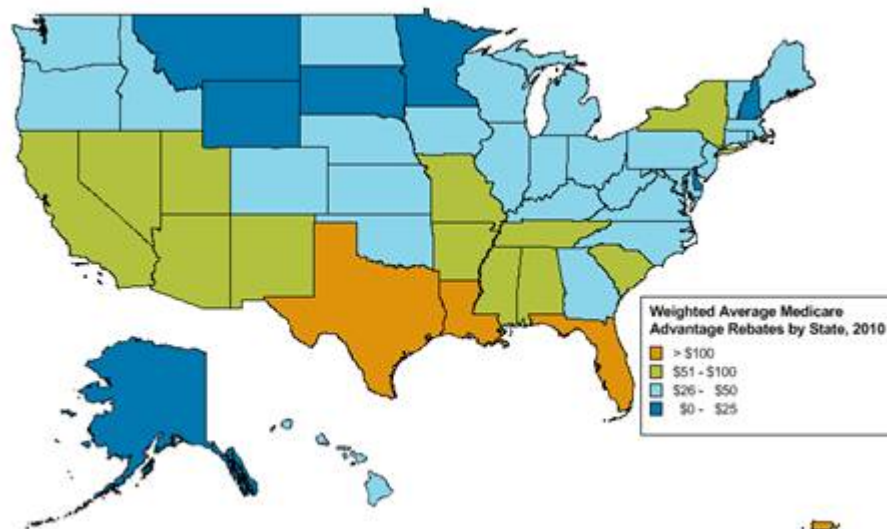 Weighted Average Medicare
Advantage Rebates by State, 2010
> $100
$51 - $100
$26 - $50
$0 - $25